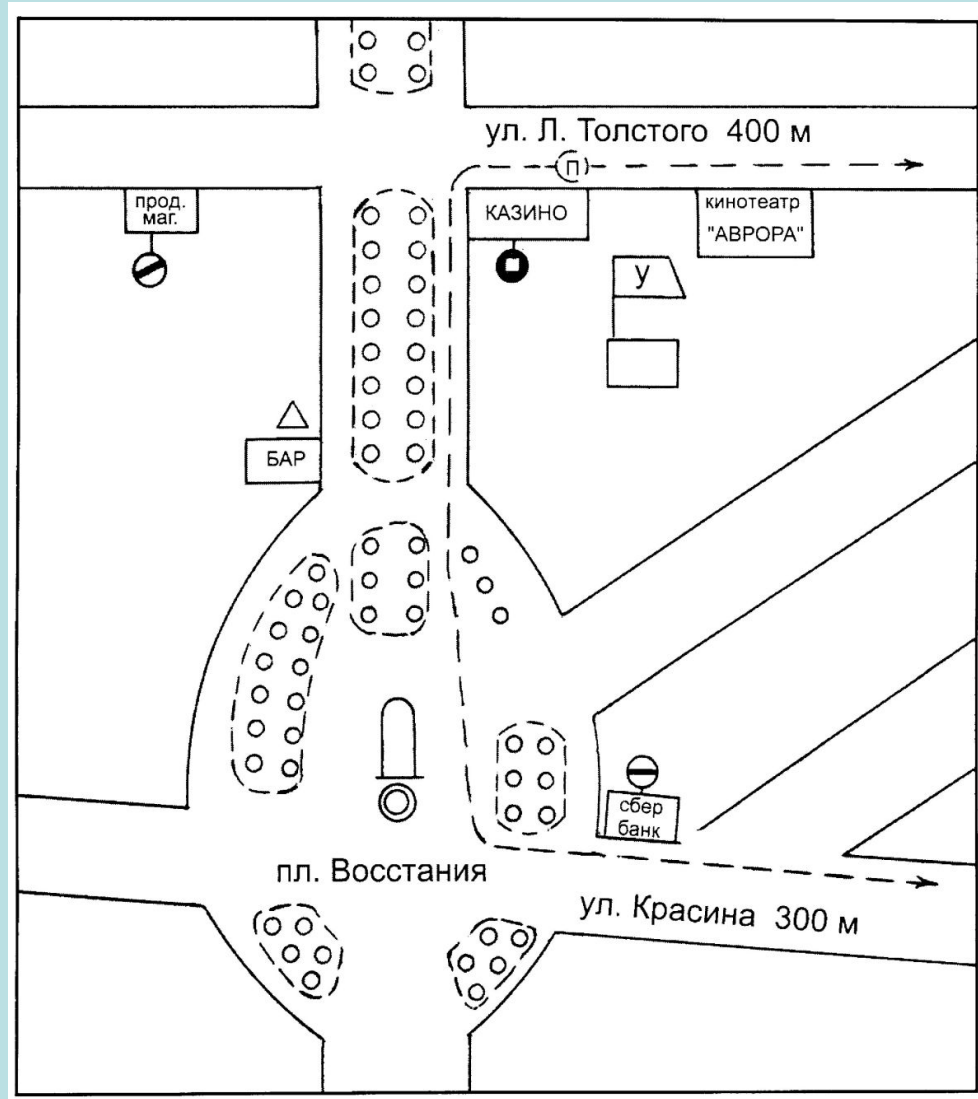 ул. Л. Толстого 400 м
П
прод.
маг.
КАЗИНО
кинотеатр
"АВРОРА"
У
БАР
сбер
банк
пл. Восстания
ул. Красина 300 м